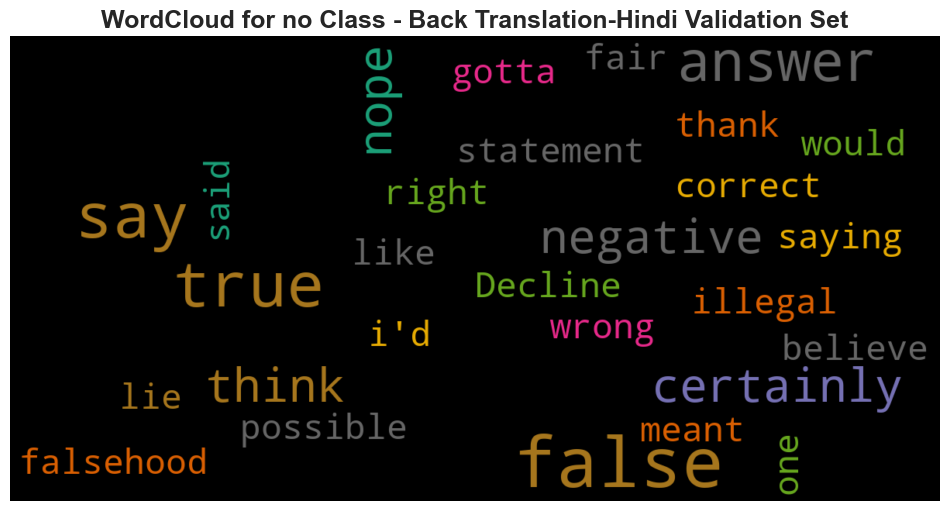 WordCloud for no Class - Back Translation-Hindi Validation Set
nope
gotta
fair
answer
thank
would
statement
said
right
correct
say
negative
saying
like
true
Decline
illegal
i'd
wrong
believe
lie
think
certainly
possible
meant
falsehood
false
one